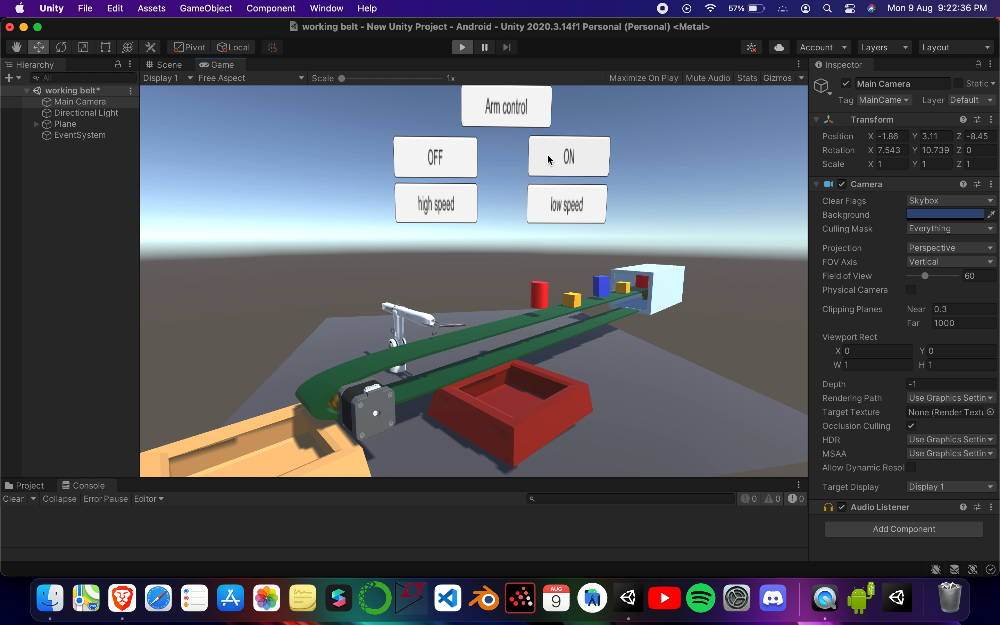 Unity File Edit Assets GameObject Component Window Help 57% Mon 9 Aug 9:22:36 PM
working belt - New Unity Project - Android - Unity 2020.3.14f1 Personal (Personal) <Metal>
Pivot Local Account Layers Layout
Hierarchy Scene Game Inspector
All Display 1 Free Aspect Scale 1x Maximize On Play Mute Audio Stats Gizmos
working belt*
Main Camera
Directional Light
Plane
EventSystem
Arm control
OFF ON
high speed low speed
Main Camera Static
Tag MainCame Layer Default
Transform
Position X -1.86 Y 3.11 Z -8.45
Rotation X 7.543 Y 10.739 Z 0
Scale X 1 Y 1 Z 1
Camera
Clear Flags Skybox
Background
Culling Mask Everything
Projection Perspective
FOV Axis Vertical
Field of View 60
Physical Camera
Clipping Planes Near 0.3
Far 1000
Viewport Rect
X 0 Y 0
W 1 H 1
Depth -1
Rendering Path Use Graphics Settin
Target Texture None (Render Textu
Occlusion Culling
HDR Use Graphics Settin
MSAA Use Graphics Settin
Allow Dynamic Resol
Target Display Display 1
Audio Listener
Add Component
Project Console
Clear Collapse Error Pause Editor 0 0 0
280
AUG
9